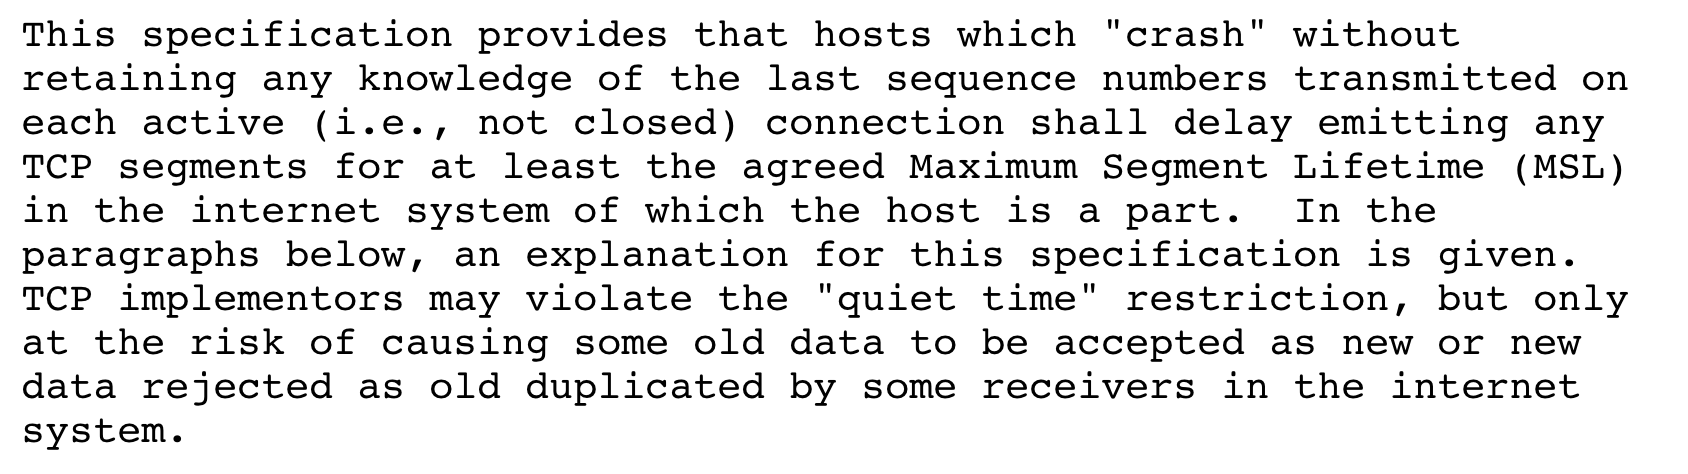 This specification provides that hosts which "crash" without
retaining any knowledge of the last sequence numbers transmitted on
each active (i.e., not closed) connection shall delay emitting any
TCP segments for at least the agreed Maximum Segment Lifetime (MSL)
in the internet system of which the host is a part.  In the
paragraphs below, an explanation for this specification is given.
TCP implementors may violate the "quiet time" restriction, but only
at the risk of causing some old data to be accepted as new or new
data rejected as old duplicated by some receivers in the internet
system.